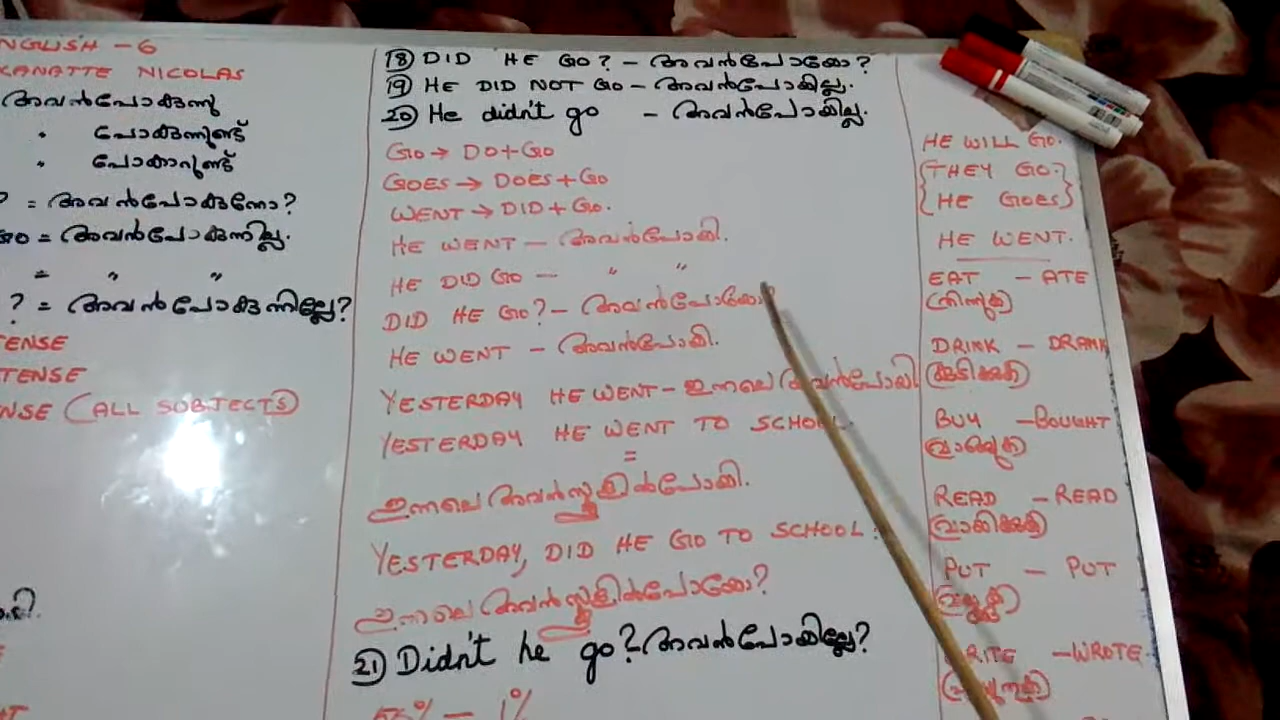 NGLISH - 6
KANATTE NICOLAS
അവൻപോകുന്നു
" പോകുന്നുണ്ട്
" പോകാറുണ്ട്
? = അവൻപോകുന്നോ?
GO = അവൻപോകുന്നില്ല.
= " "
? = അവൻപോകുന്നില്ലേ?
TENSE
TENSE
NSE (ALL SUBJECTS)
18 DID HE GO? - അവൻപോയോ?
19 HE DID NOT GO - അവൻപോയില്ല.
20 He didn't go - അവൻപോയില്ല.
GO → DO+GO
GOES → DOES+GO
WENT → DID+GO.
HE WENT - അവൻപോയി.
HE DID GO - " "
DID HE GO? - അവൻപോയോ?
HE WENT - അവൻപോയി.
YESTERDAY HE WENT - ഇന്നലെ അവൻപോയി
YESTERDAY HE WENT TO SCHOOL.
=
ഇന്നലെ അവൻസ്കൂളിൽപോയി.
YESTERDAY, DID HE GO TO SCHOOL?
ഇന്നലെ അവൻസ്കൂളിൽപോയോ?
21 Didn't he go? അവൻപോയില്ലേ?
HE WILL GO.
{THEY GO.}
{HE GOES}
HE WENT.
EAT - ATE
(തിന്നുക)
DRINK - DRANK
(കുടിക്കുക)
BUY - BOUGHT
(വാങ്ങുക)
READ - READ
(വായിക്കുക)
PUT - PUT
WRITE - WROTE